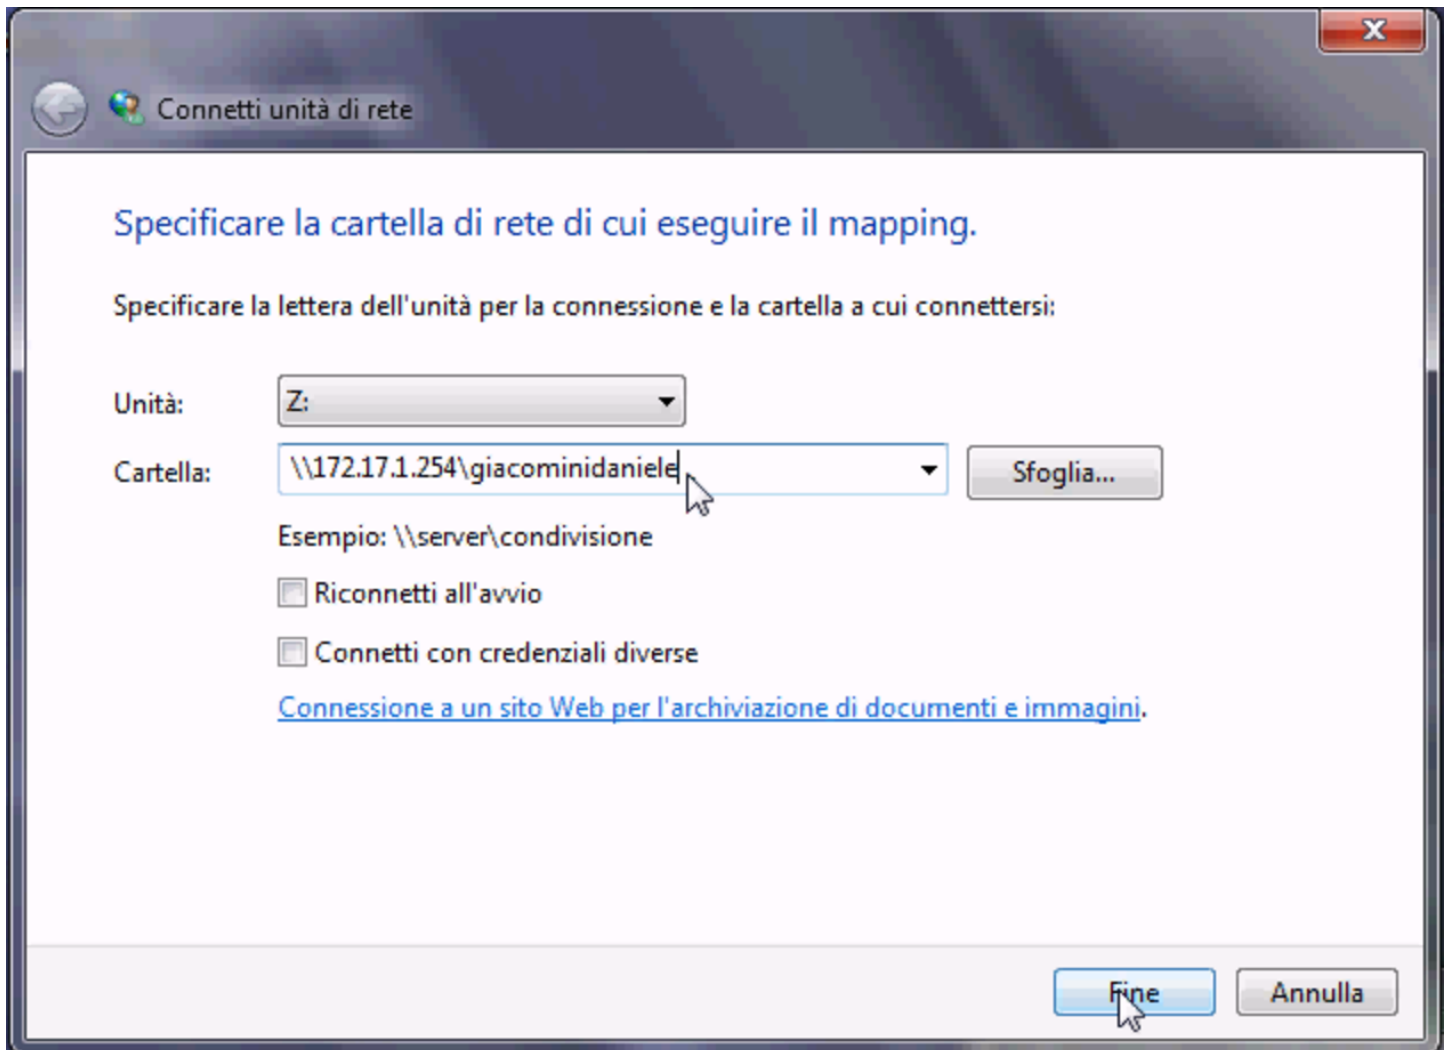 Connetti unità di rete
Specificare la cartella di rete di cui eseguire il mapping.
Specificare la lettera dell'unità per la connessione e la cartella a cui connettersi:
Unità: Z:
Cartella: \\172.17.1.254\giacominidaniele Sfoglia...
Esempio: \\server\condivisione
Riconnetti all'avvio
Connetti con credenziali diverse
Connessione a un sito Web per l'archiviazione di documenti e immagini.
Fine Annulla